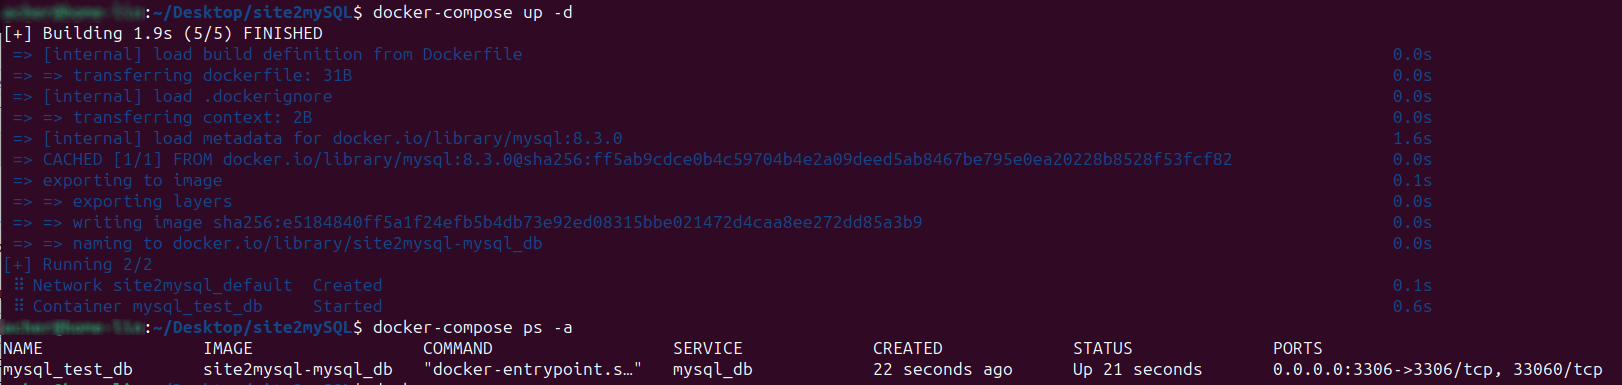 :~/Desktop/site2mySQL$ docker-compose up -d
[+] Building 1.9s (5/5) FINISHED
=> [internal] load build definition from Dockerfile 0.0s
=> => transferring dockerfile: 31B 0.0s
=> [internal] load .dockerignore 0.0s
=> => transferring context: 2B 0.0s
=> [internal] load metadata for docker.io/library/mysql:8.3.0 1.6s
=> CACHED [1/1] FROM docker.io/library/mysql:8.3.0@sha256:ff5ab9cdce0b4c59704b4e2a09deed5ab8467be795e0ea20228b8528f53fcf82 0.0s
=> exporting to image 0.1s
=> => exporting layers 0.0s
=> => writing image sha256:e5184840ff5a1f24efb5b4db73e92ed08315bbe021472d4caa8ee272dd85a3b9 0.0s
=> => naming to docker.io/library/site2mysql-mysql_db 0.0s
[+] Running 2/2
⠿ Network site2mysql_default Created 0.1s
⠿ Container mysql_test_db Started 0.6s
:~/Desktop/site2mySQL$ docker-compose ps -a
NAME IMAGE COMMAND SERVICE CREATED STATUS PORTS
mysql_test_db site2mysql-mysql_db "docker-entrypoint.s…" mysql_db 22 seconds ago Up 21 seconds 0.0.0.0:3306->3306/tcp, 33060/tcp